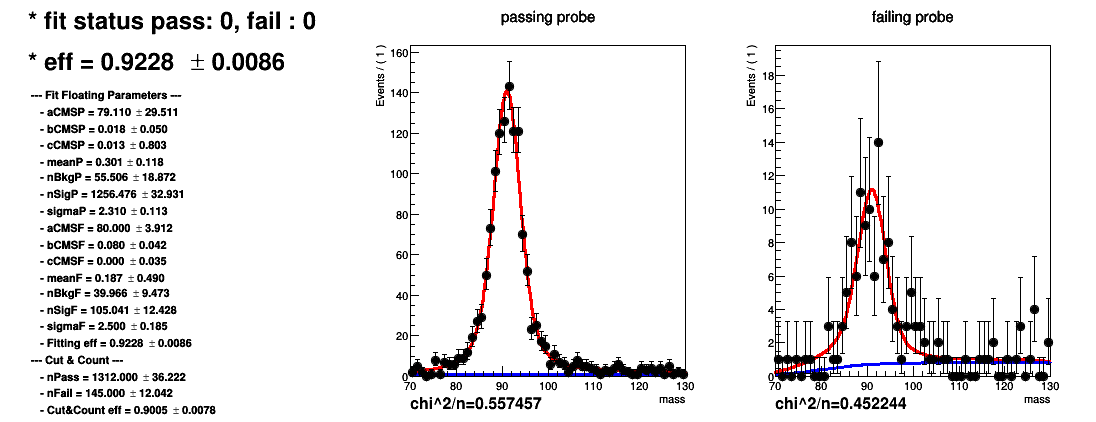 * fit status pass: 0, fail : 0
* eff = 0.9228 ± 0.0086
--- Fit Floating Parameters ---
- aCMSP = 79.110 ± 29.511
- bCMSP = 0.018 ± 0.050
- cCMSP = 0.013 ± 0.803
- meanP = 0.301 ± 0.118
- nBkgP = 55.506 ± 18.872
- nSigP = 1256.476 ± 32.931
- sigmaP = 2.310 ± 0.113
- aCMSF = 80.000 ± 3.912
- bCMSF = 0.080 ± 0.042
- cCMSF = 0.000 ± 0.035
- meanF = 0.187 ± 0.490
- nBkgF = 39.966 ± 9.473
- nSigF = 105.041 ± 12.428
- sigmaF = 2.500 ± 0.185
- Fitting eff = 0.9228 ± 0.0086
--- Cut & Count ---
- nPass = 1312.000 ± 36.222
- nFail = 145.000 ± 12.042
- Cut&Count eff = 0.9005 ± 0.0078
passing probe
Events / ( 1 )
160
140
120
100
80
60
40
20
0
70 80 90 100 110 120 130
mass
chi^2/n=0.557457
failing probe
Events / ( 1 )
18
16
14
12
10
8
6
4
2
0
70 80 90 100 110 120 130
mass
chi^2/n=0.452244